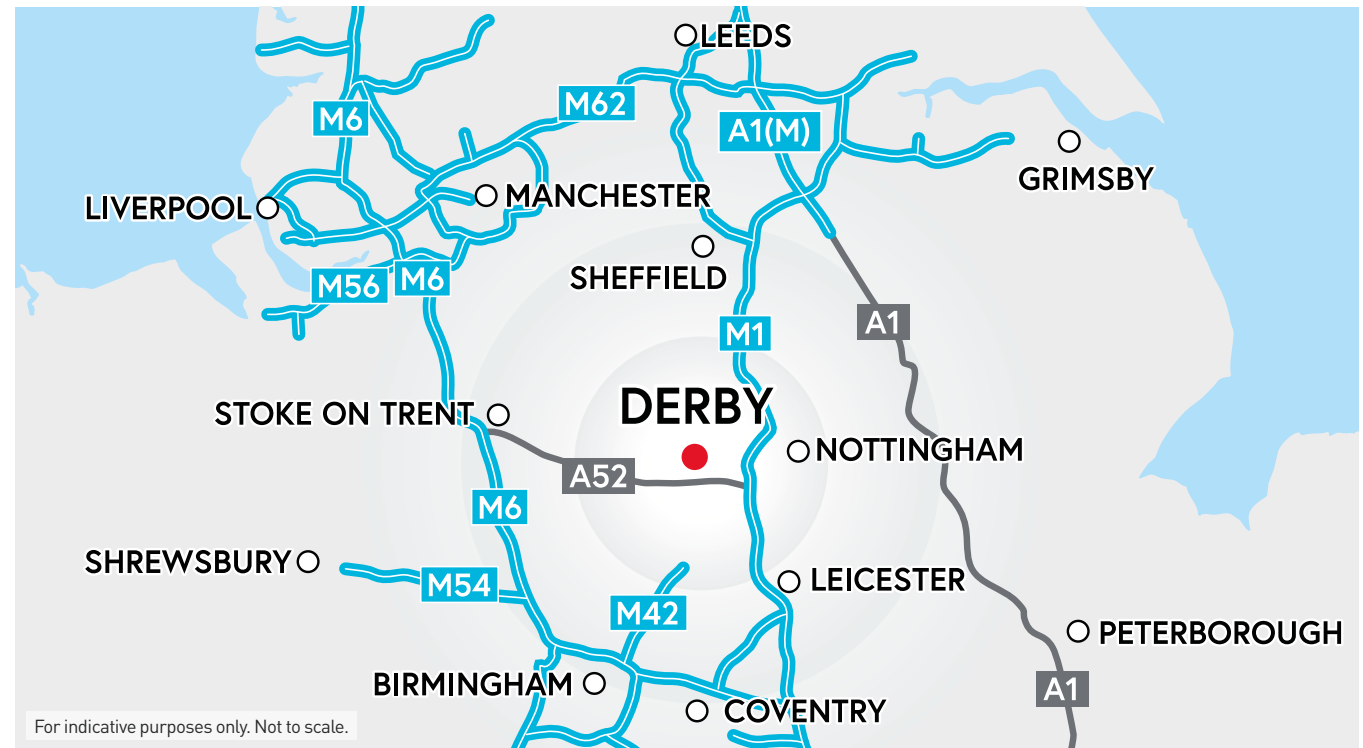 LEEDS
M62
M6
A1(M)
GRIMSBY
MANCHESTER
LIVERPOOL
SHEFFIELD
M56
M6
A1
M1
DERBY
STOKE ON TRENT
NOTTINGHAM
A52
M6
SHREWSBURY
M54
LEICESTER
M42
PETERBOROUGH
BIRMINGHAM
A1
COVENTRY
For indicative purposes only. Not to scale.